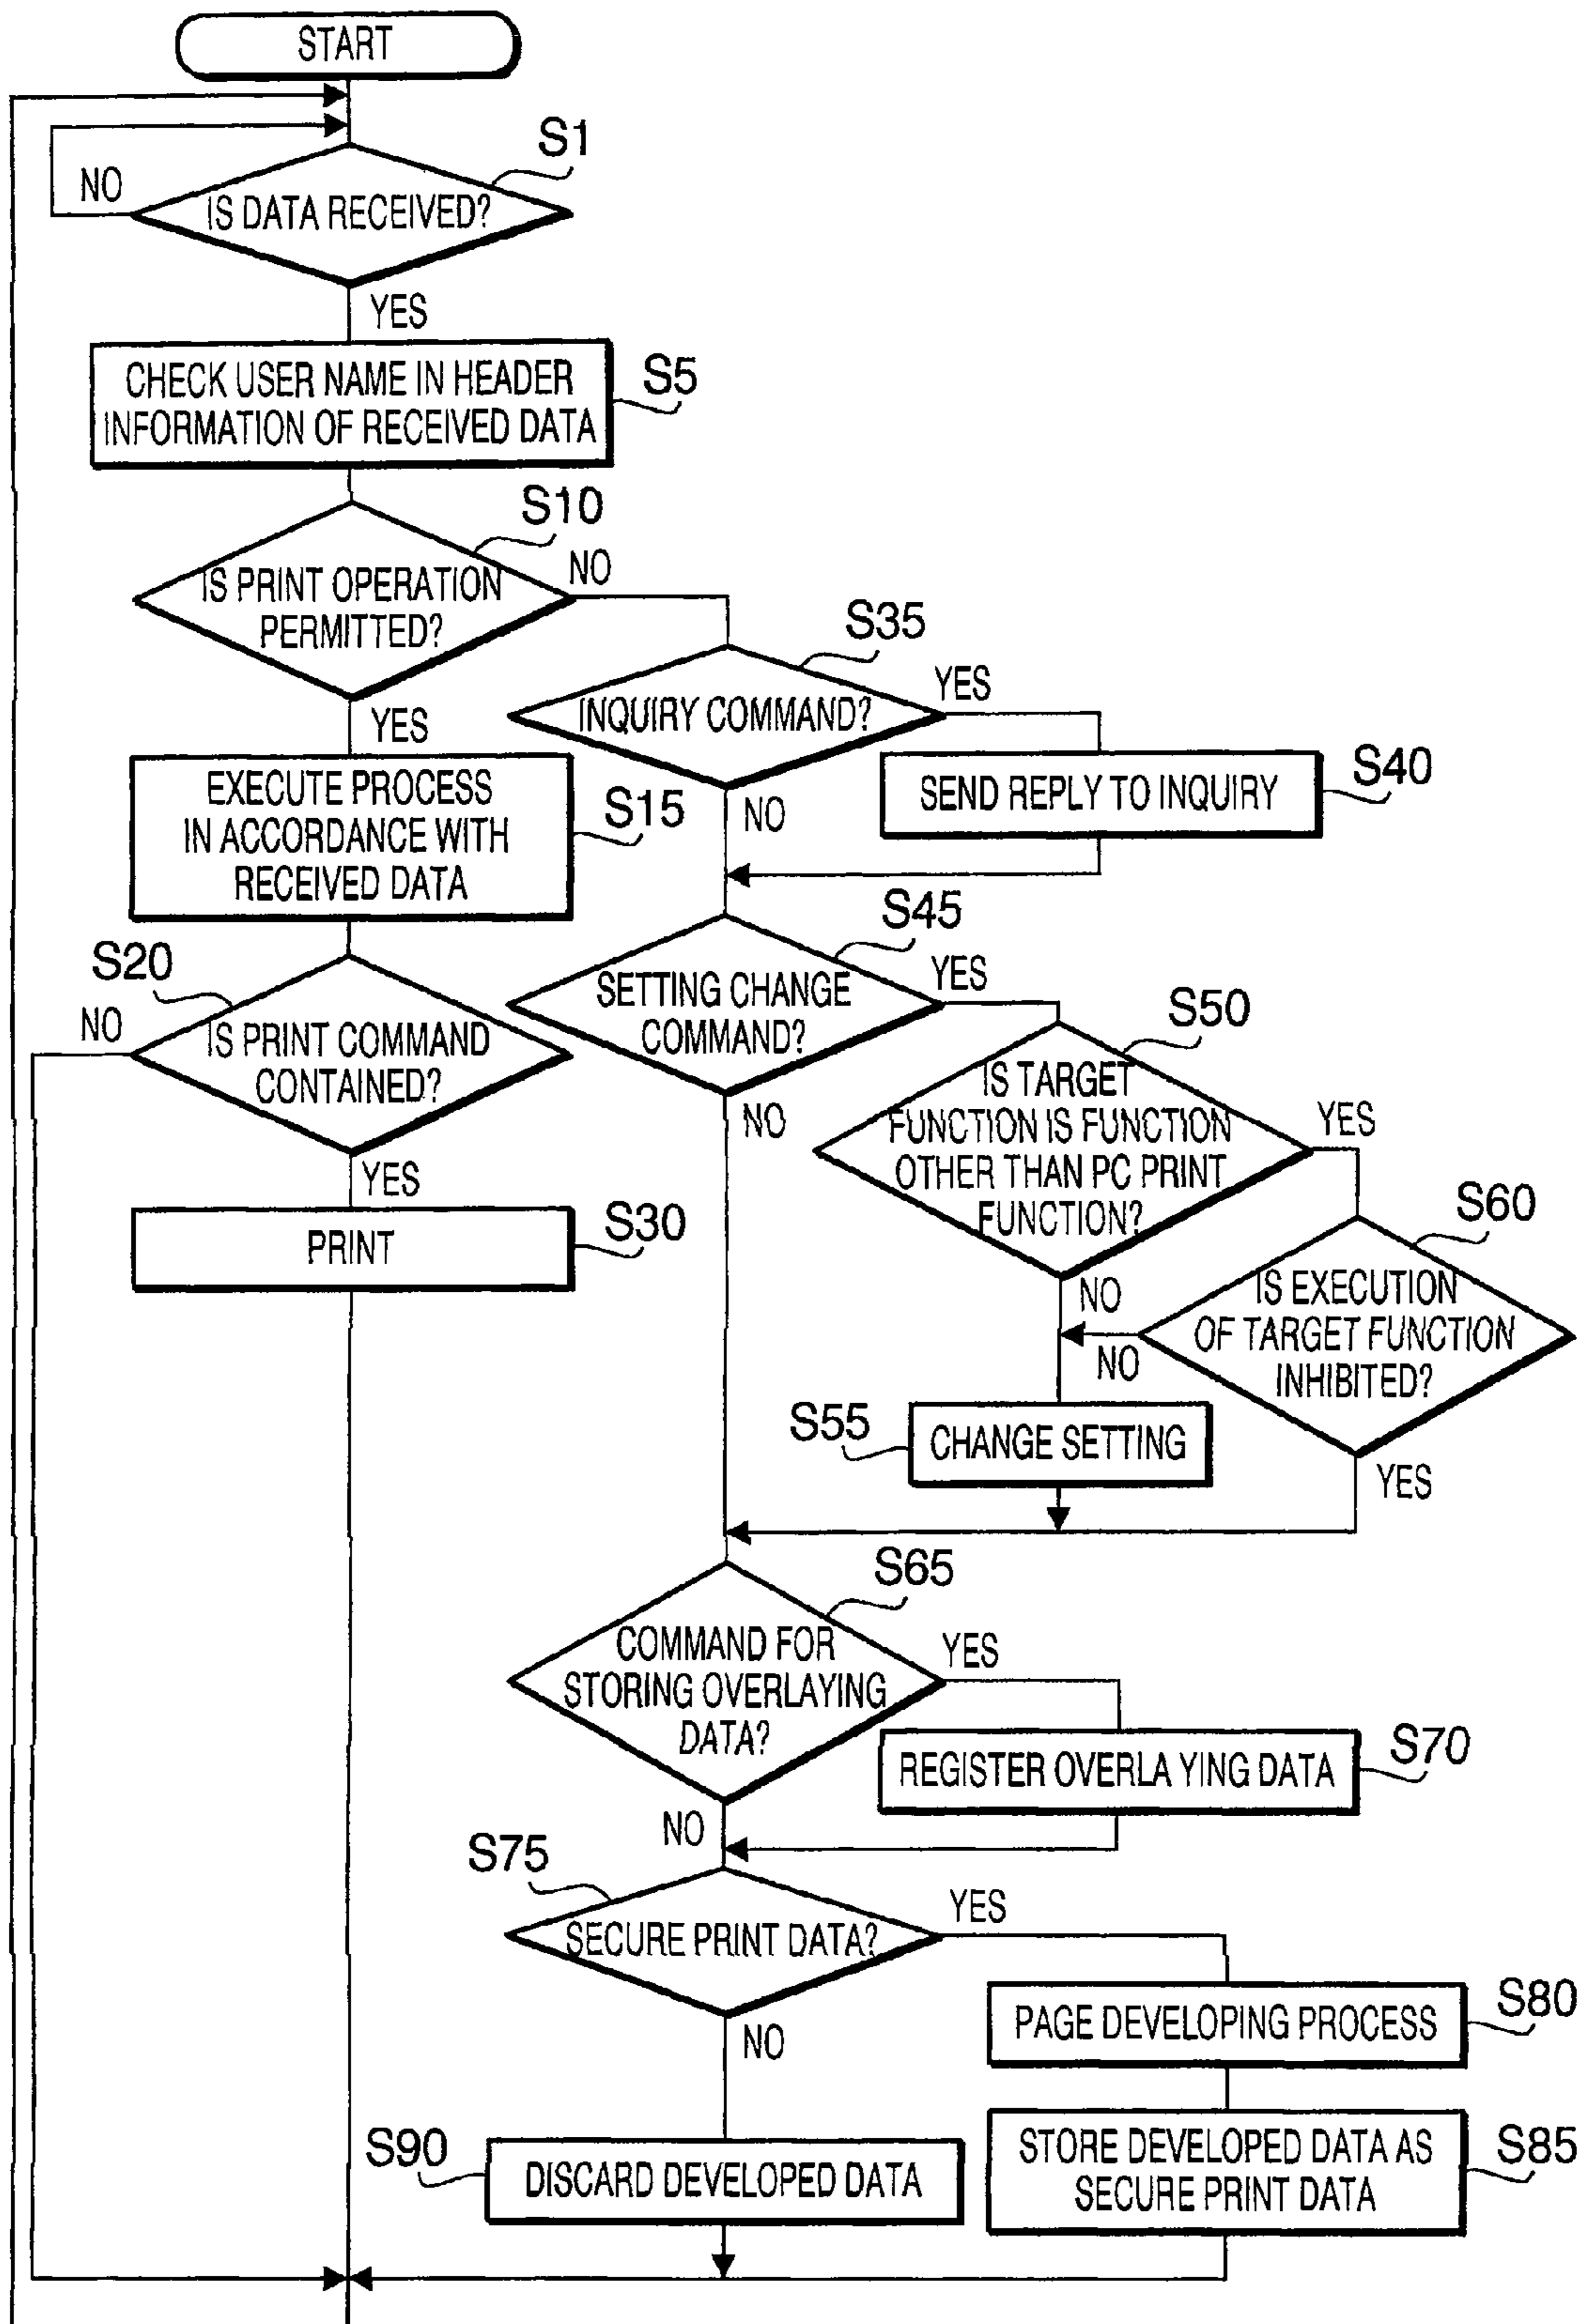 START
S1
NO
IS DATA RECEIVED?
YES
CHECK USER NAME IN HEADER
INFORMATION OF RECEIVED DATA
S5
S10
IS PRINT OPERATION
PERMITTED?
NO
YES
S35
INQUIRY COMMAND?
YES
NO
SEND REPLY TO INQUIRY
S40
EXECUTE PROCESS
IN ACCORDANCE WITH
RECEIVED DATA
S15
S45
SETTING CHANGE
COMMAND?
YES
NO
S20
NO
IS PRINT COMMAND
CONTAINED?
YES
PRINT
S30
S50
IS TARGET
FUNCTION IS FUNCTION
OTHER THAN PC PRINT
FUNCTION?
YES
NO
S60
IS EXECUTION
OF TARGET FUNCTION
INHIBITED?
NO
YES
S55
CHANGE SETTING
S65
COMMAND FOR
STORING OVERLAYING
DATA?
YES
NO
REGISTER OVERLA YING DATA
S70
S75
SECURE PRINT DATA?
YES
NO
PAGE DEVELOPING PROCESS
S80
STORE DEVELOPED DATA AS
SECURE PRINT DATA
S85
S90
DISCARD DEVELOPED DATA